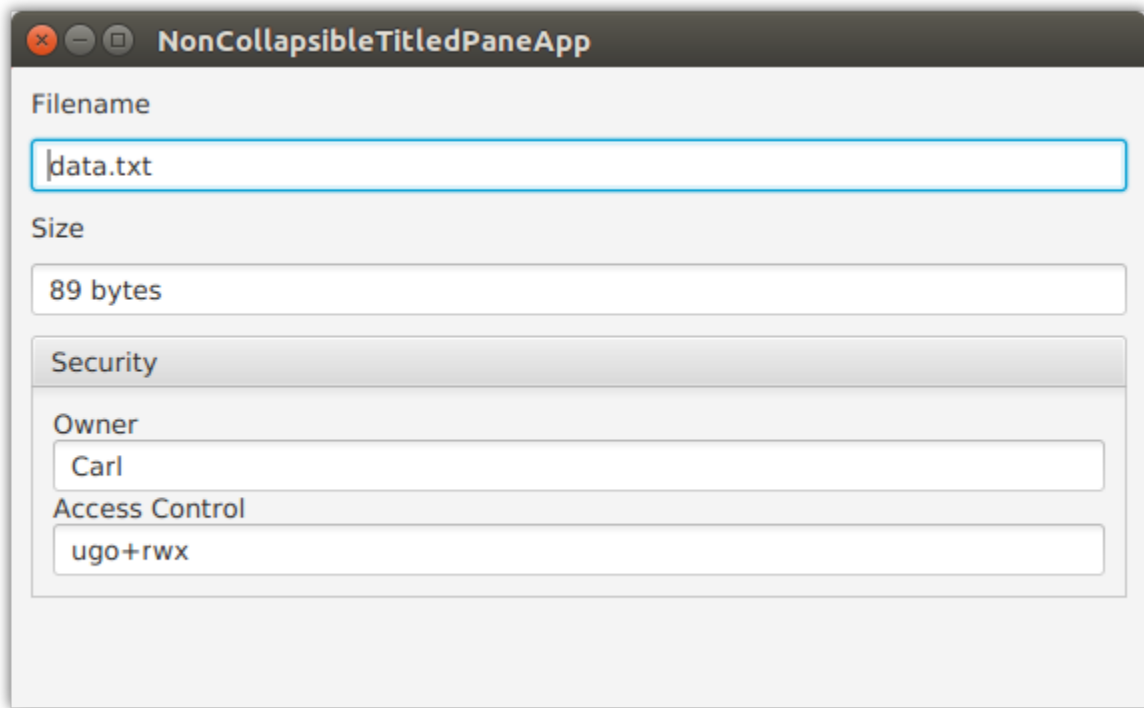 NonCollapsibleTitledPaneApp
Filename
data.txt
Size
89 bytes
Security
Owner
Carl
Access Control
ugo+rwx